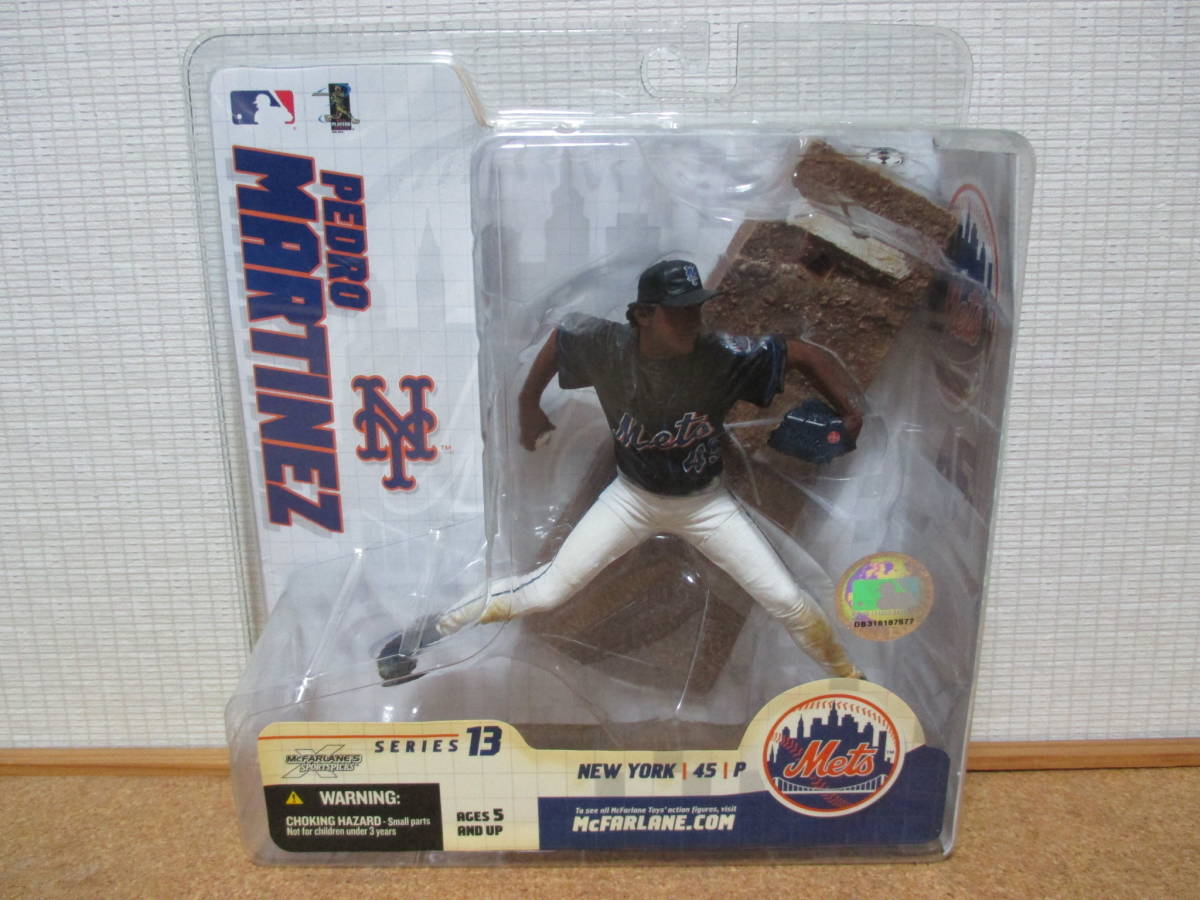 PEDRO
MARTINEZ
NY
TM
Mets
45
DB318187577
SERIES 13
McFARLANE'S
SPORTSPICKS
NEW YORK | 45 | P
Mets
WARNING:
CHOKING HAZARD - Small parts
Not for children under 3 years
AGES 5
AND UP
To see all McFarlane Toys' action figures, visit
McFARLANE.COM